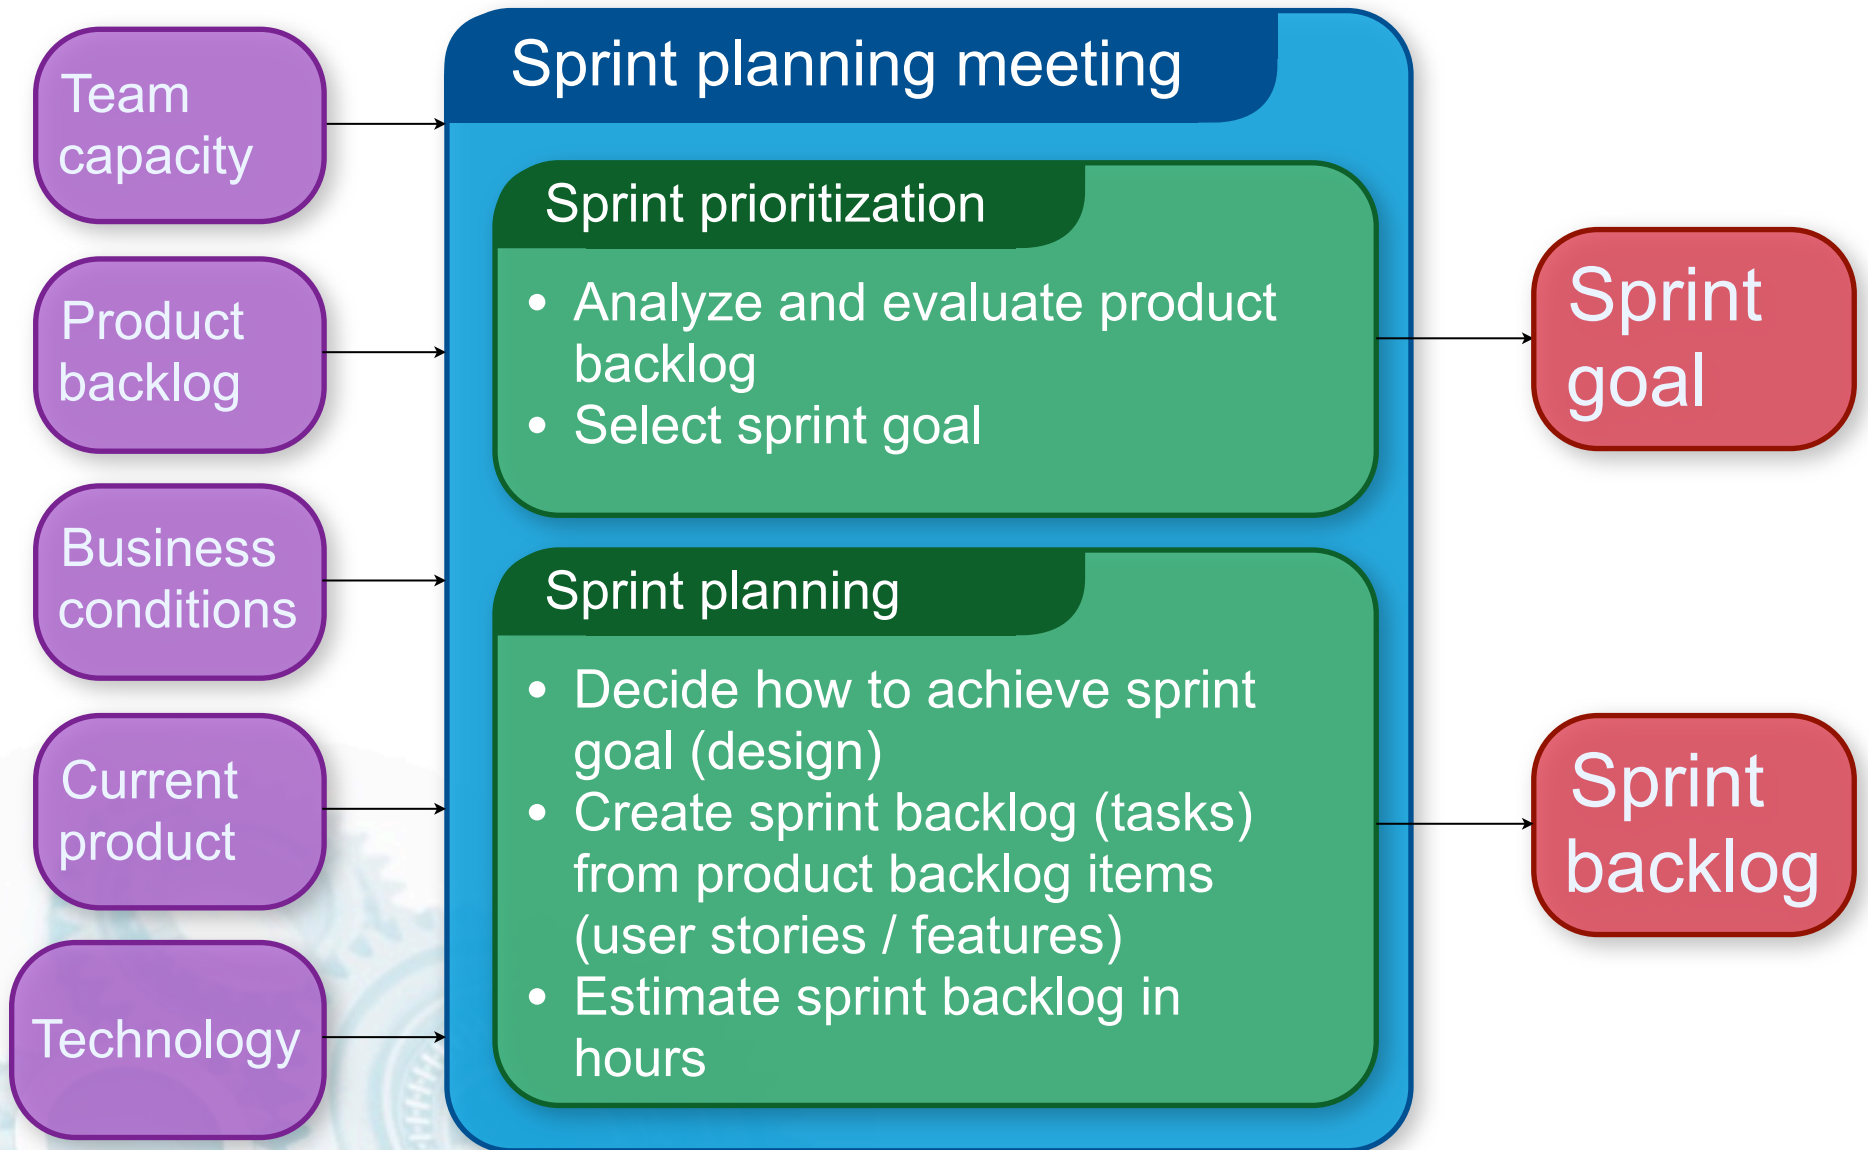 Team
capacity
Product
backlog
Business
conditions
Current
product
Technology
Sprint planning meeting
Sprint prioritization
• Analyze and evaluate product
backlog
• Select sprint goal
Sprint planning
• Decide how to achieve sprint
goal (design)
• Create sprint backlog (tasks)
from product backlog items
(user stories / features)
• Estimate sprint backlog in
hours
Sprint
goal
Sprint
backlog